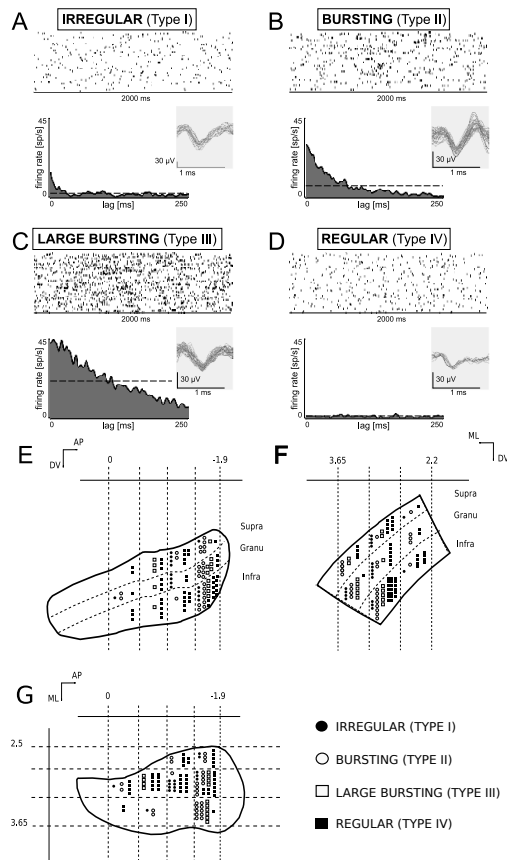 A
IRREGULAR (Type I)
2000 ms
45
firing rate [sp/s]
0
0
lag [ms]
250
30 µV
1 ms
B
BURSTING (Type II)
2000 ms
45
firing rate [sp/s]
0
0
lag [ms]
250
30 µV
1 ms
C
LARGE BURSTING (Type III)
2000 ms
45
firing rate [sp/s]
0
0
lag [ms]
250
30 µV
1 ms
D
REGULAR (Type IV)
2000 ms
45
firing rate [sp/s]
0
0
lag [ms]
250
30 µV
1 ms
E
AP
DV
0
-1.9
Supra
Granu
Infra
F
ML
DV
3.65
2.2
Supra
Granu
Infra
G
AP
ML
0
-1.9
2.5
3.65
IRREGULAR (TYPE I)
BURSTING (TYPE II)
LARGE BURSTING (TYPE III)
REGULAR (TYPE IV)